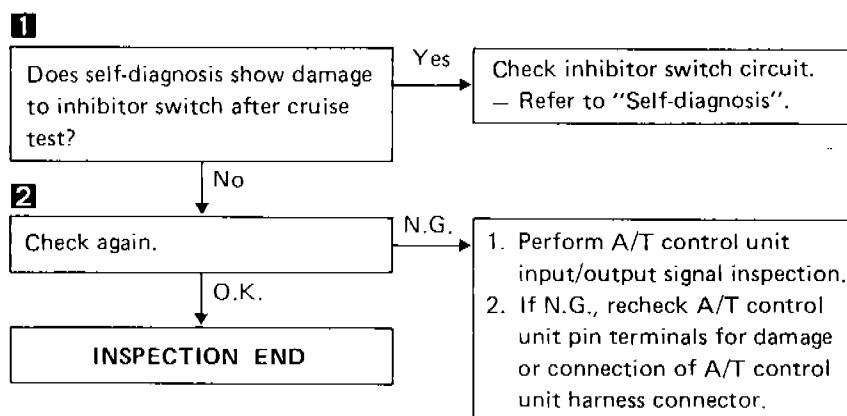 1
Does self-diagnosis show damage
to inhibitor switch after cruise
test?
Yes
Check inhibitor switch circuit.
— Refer to "Self-diagnosis".
No
2
Check again.
N.G.
1. Perform A/T control unit
input/output signal inspection.
2. If N.G., recheck A/T control
unit pin terminals for damage
or connection of A/T control
unit harness connector.
O.K.
INSPECTION END